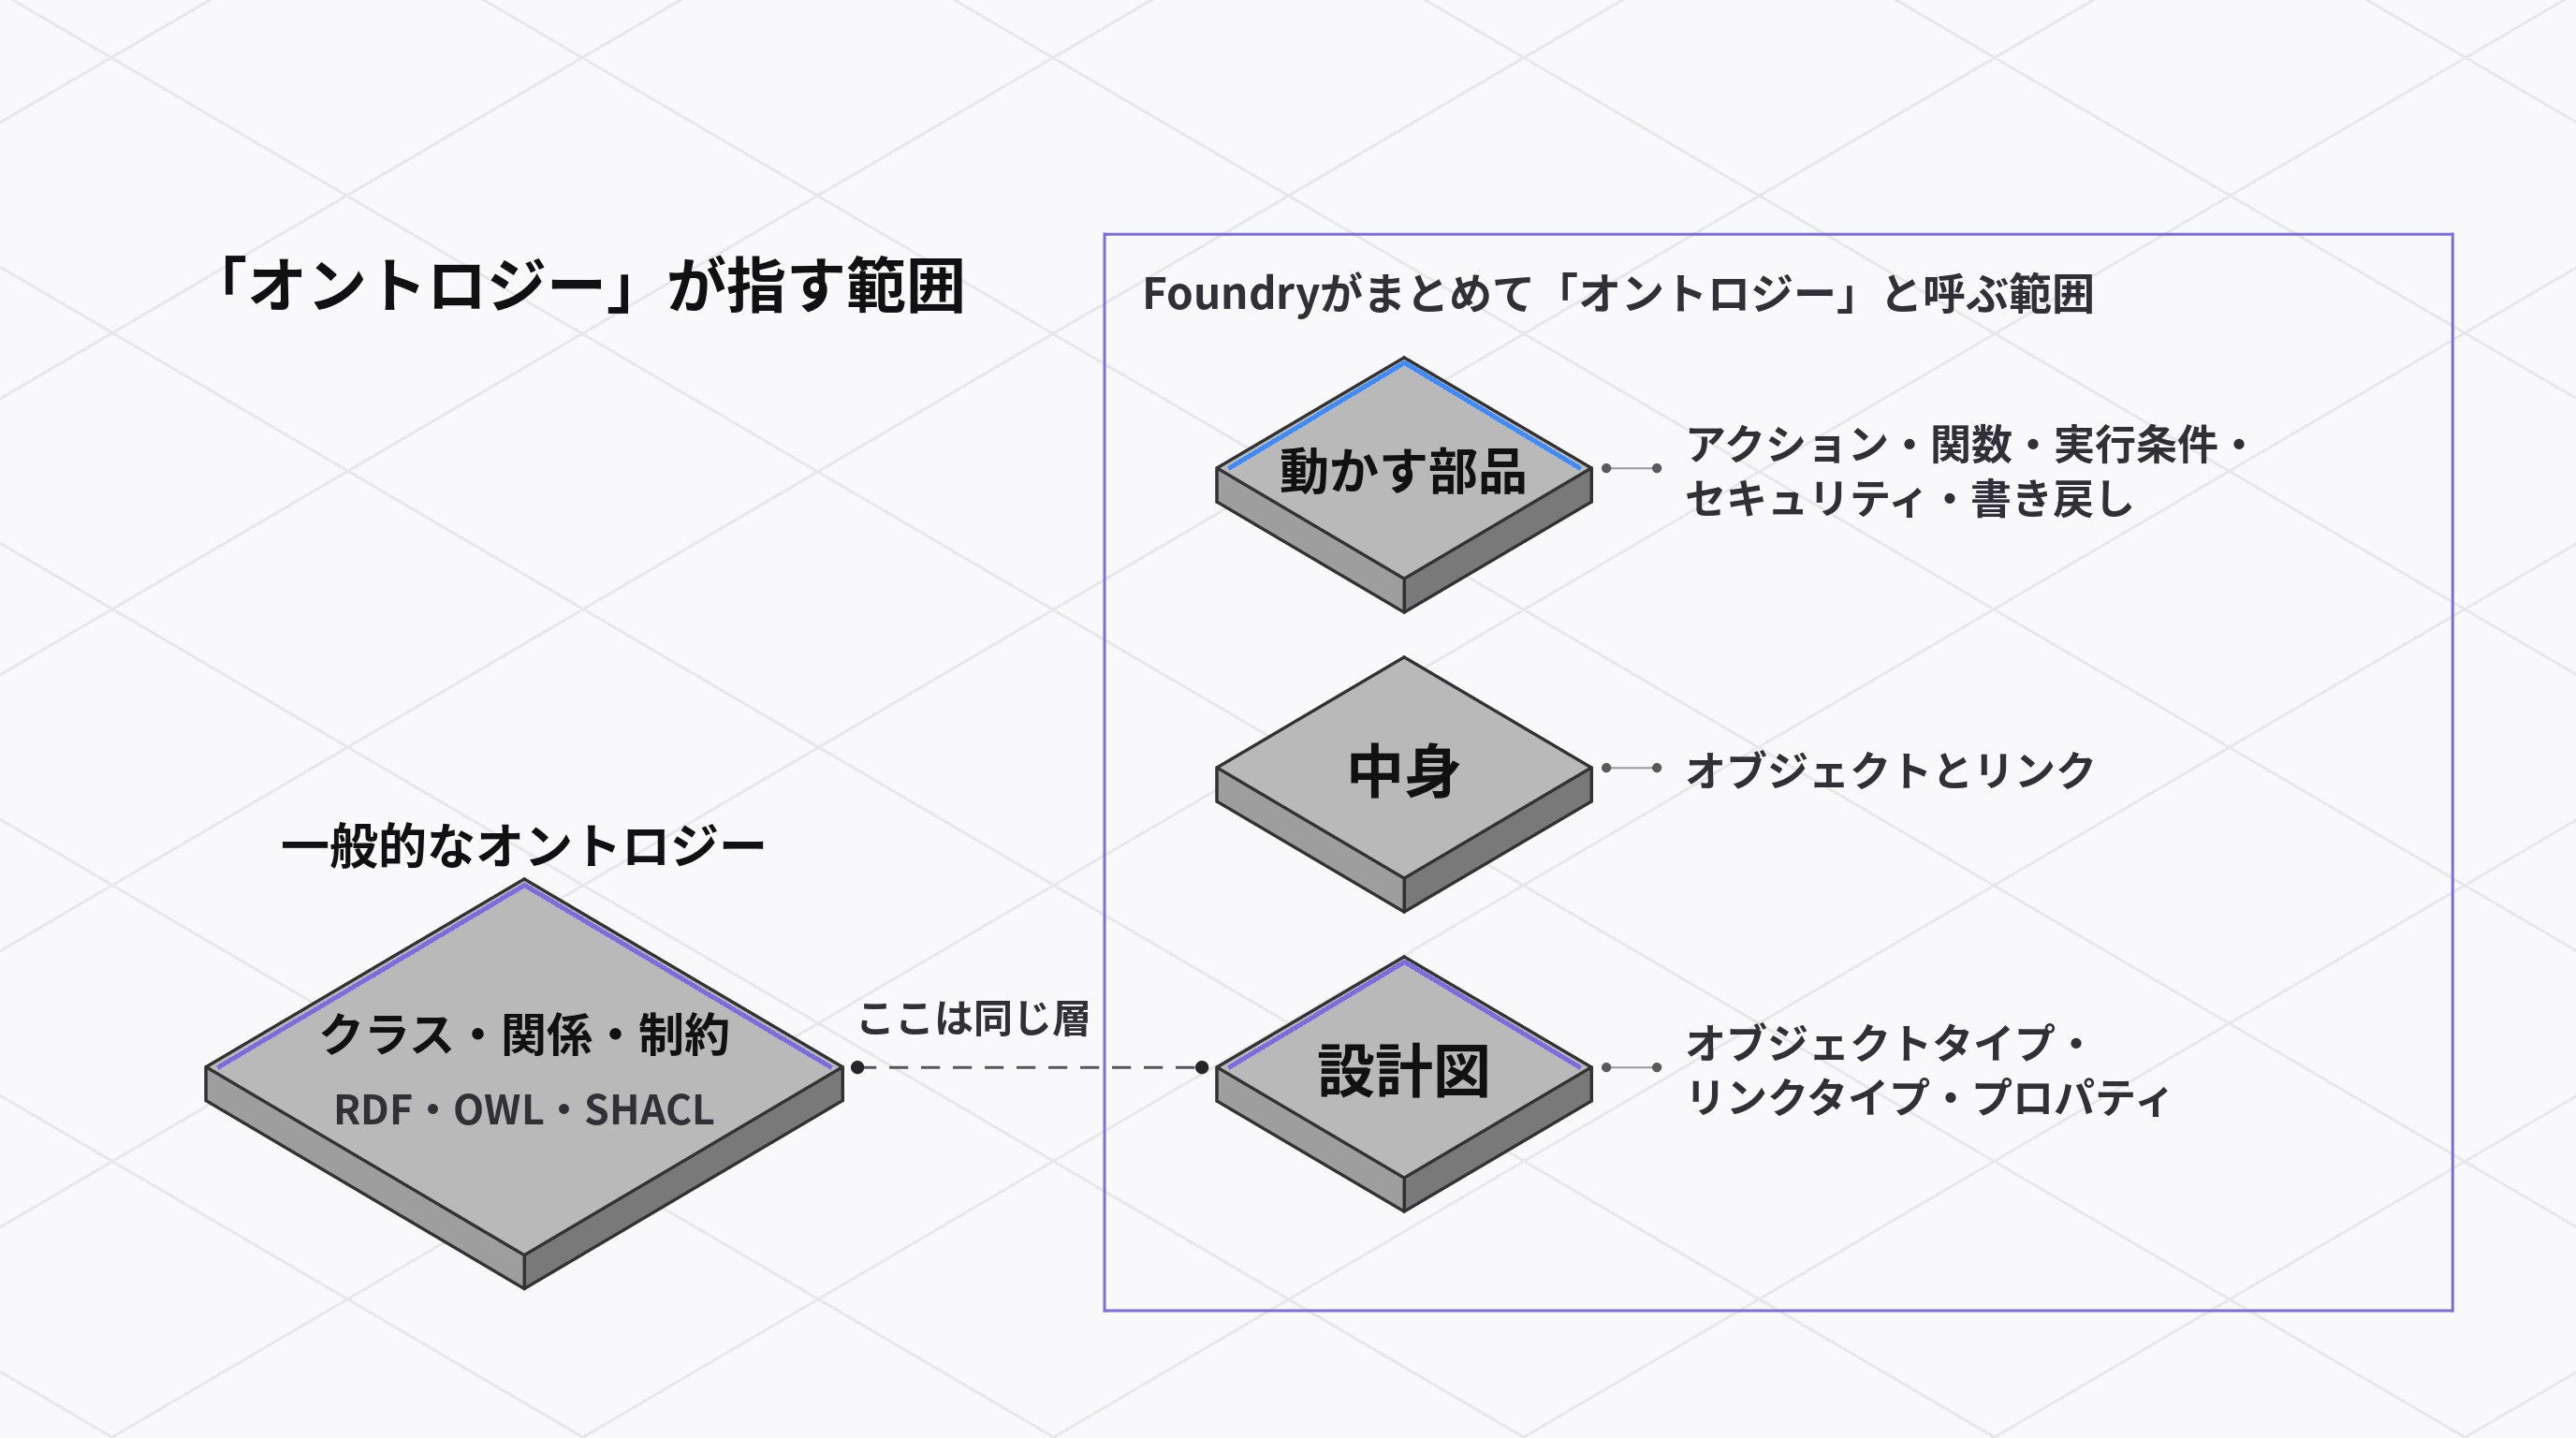 「オントロジー」が指す範囲
Foundryがまとめて「オントロジー」と呼ぶ範囲
動かす部品
アクション・関数・実行条件・
セキュリティ・書き戻し
中身
オブジェクトとリンク
一般的なオントロジー
クラス・関係・制約
RDF・OWL・SHACL
ここは同じ層
設計図
オブジェクトタイプ・
リンクタイプ・プロパティ